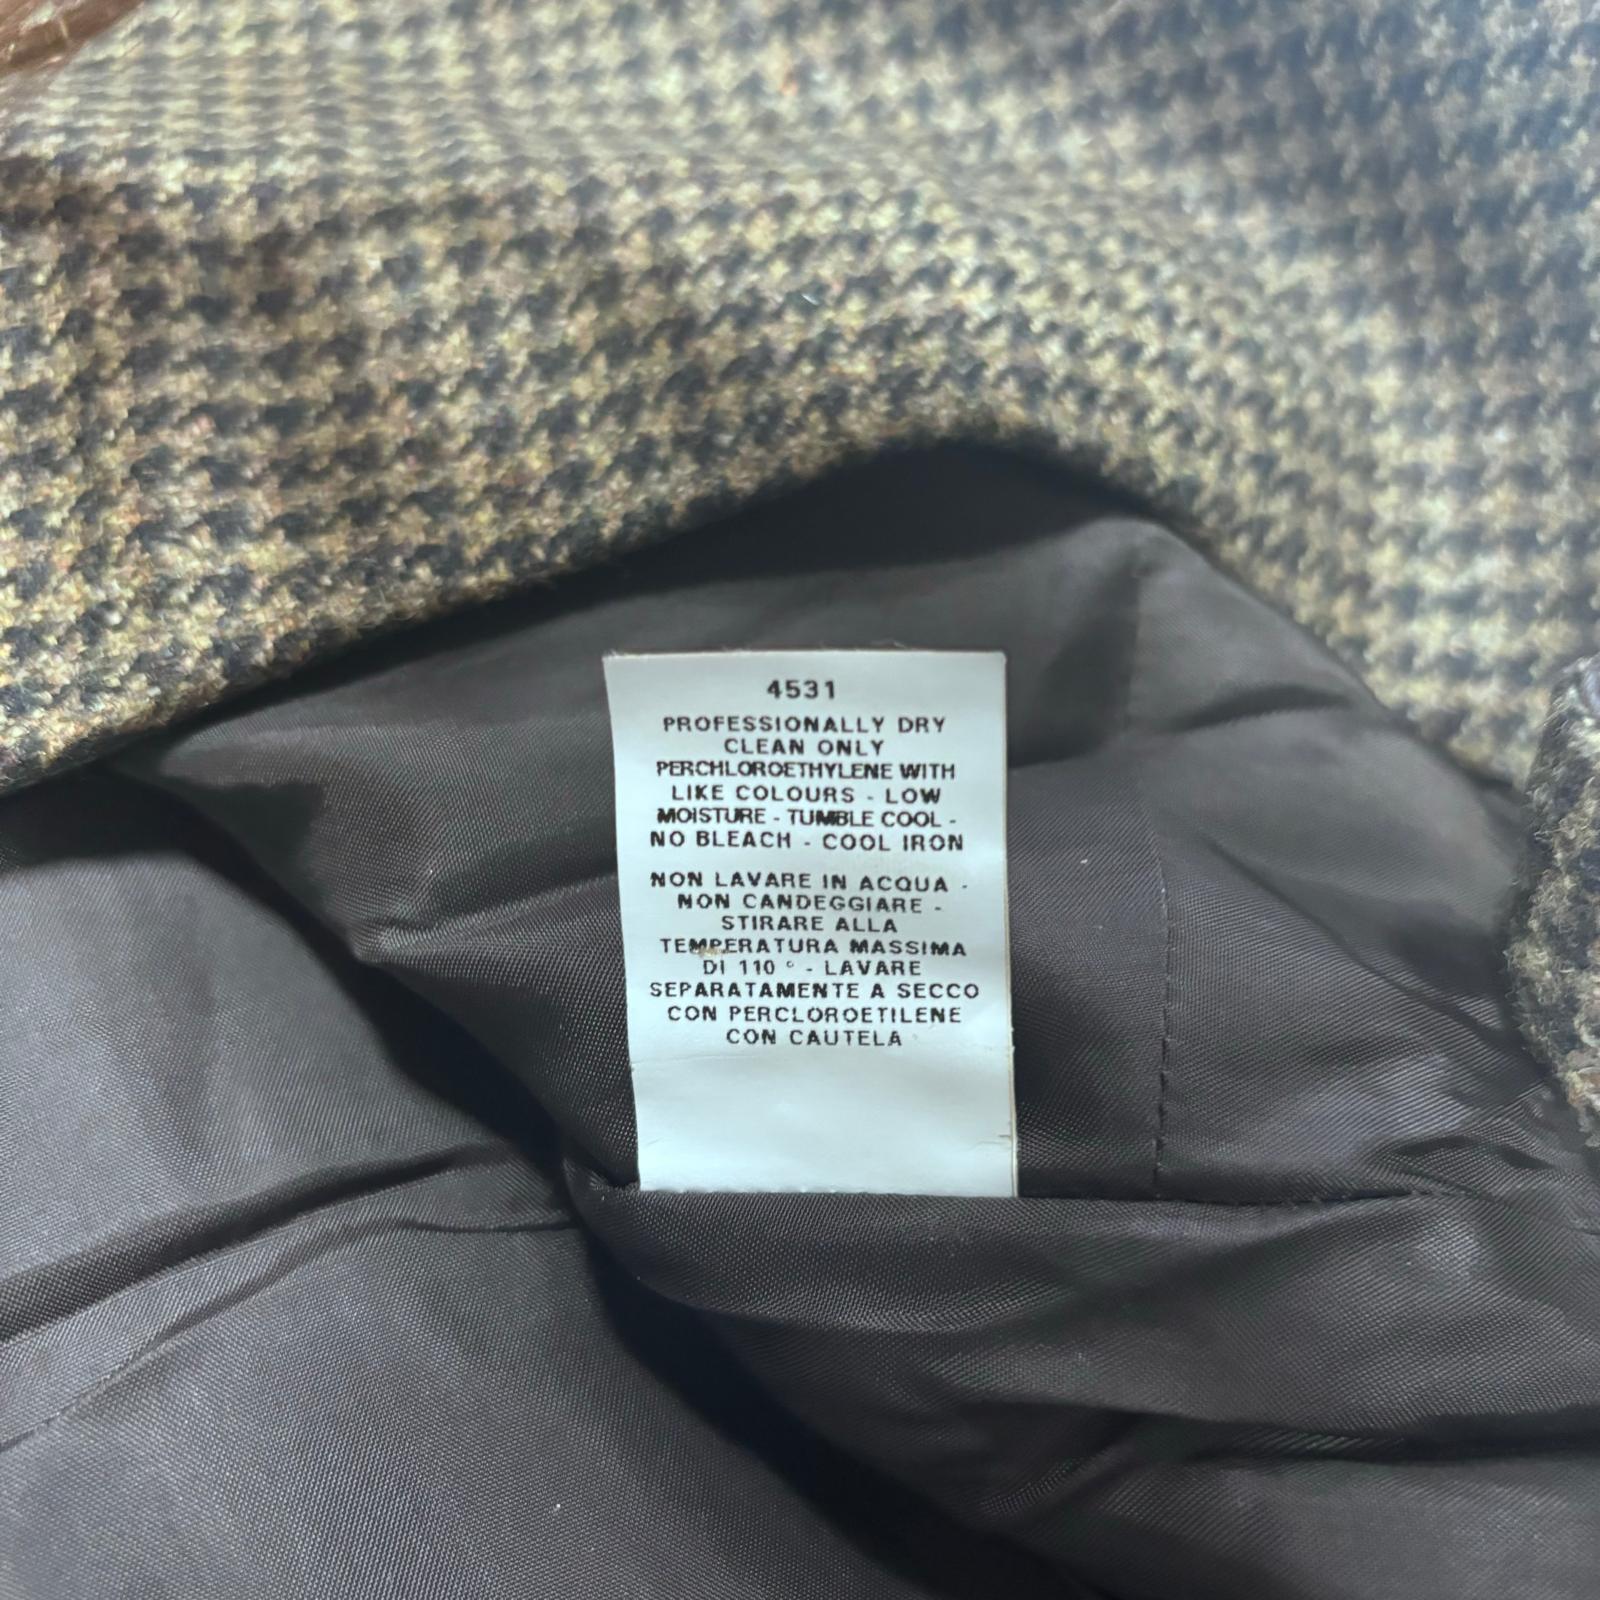 4531
PROFESSIONALLY DRY
CLEAN ONLY
PERCHLOROETHYLENE WITH
LIKE COLOURS - LOW
MOISTURE - TUMBLE COOL -
NO BLEACH - COOL IRON
NON LAVARE IN ACQUA -
NON CANDEGGIARE -
STIRARE ALLA
TEMPERATURA MASSIMA
DI 110 ° - LAVARE
SEPARATAMENTE A SECCO
CON PERCLOROETILENE
CON CAUTELA